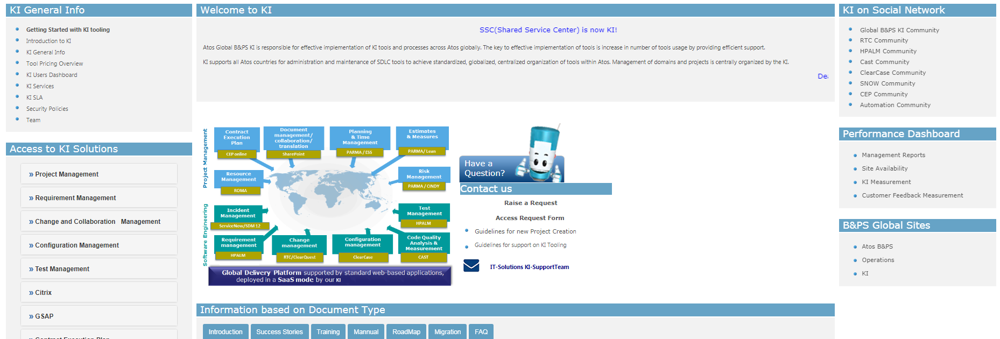 KI General Info
Getting Started with KI tooling
Introduction to KI
KI General Info
Tool Pricing Overview
KI Users Dashboard
KI Services
KI SLA
Security Policies
Team
Access to KI Solutions
» Project Management
» Requirement Management
» Change and Collaboration Management
» Configuration Management
» Test Management
» Citrix
» GSAP
Welcome to KI
SSC(Shared Service Center) is now KI!
Atos Global B&PS KI is responsible for effective implementation of KI tools and processes across Atos globally. The key to effective implementation of tools is increase in number of tools usage by providing efficient support.
KI supports all Atos countries for administration and maintenance of SDLC tools to achieve standardized, globalized, centralized organization of tools within Atos. Management of domains and projects is centrally organized by the KI.
Project Management
Contract
Execution
Plan
CEP online
Document
management/
collaboration/
translation
SharePoint
Planning
& Time
Management
PARMA / ESS
Estimates
& Measures
PARMA/ Lean
Resource
Management
ROMA
Risk
Management
PARMA / CINDY
Software Engineering
Incident
Management
ServiceNow/SDM 12
Test
Management
HPALM
Requirement
management
HPALM
Change
management
RTC/ClearQuest
Configuration
management
ClearCase
Code Quality
Analysis &
Measurement
CAST
Global Delivery Platform supported by standard web-based applications,
deployed in a SaaS mode by our KI
Have a
Question?
Contact us
Raise a Request
Access Request Form
Guidelines for new Project Creation
Guidelines for support on KI Tooling
IT-Solutions KI-SupportTeam
Information based on Document Type
Introduction
Success Stories
Training
Mannual
RoadMap
Migration
FAQ
KI on Social Network
Global B&PS KI Community
RTC Community
HPALM Community
Cast Community
ClearCase Community
SNOW Community
CEP Community
Automation Community
Performance Dashboard
Management Reports
Site Availability
KI Measurement
Customer Feedback Measurement
B&PS Global Sites
Atos B&PS
Operations
KI